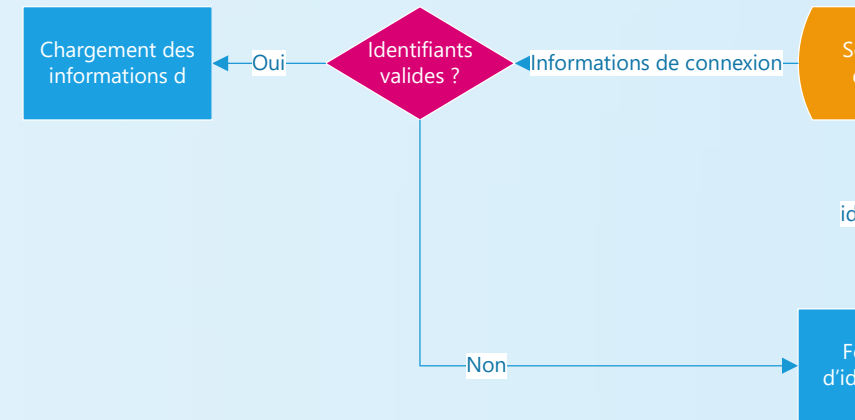 Chargement des
informations d
Oui
Identifiants
valides ?
Informations de connexion
Non